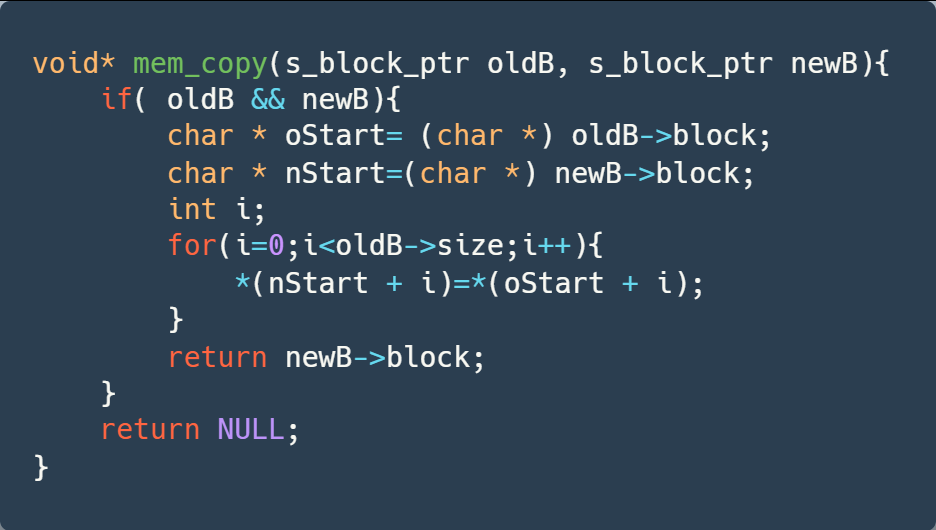 void* mem_copy(s_block_ptr oldB, s_block_ptr newB){
    if( oldB && newB){
        char * oStart= (char *) oldB->block;
        char * nStart=(char *) newB->block;
        int i;
        for(i=0;i<oldB->size;i++){
            *(nStart + i)=*(oStart + i);
        }
        return newB->block;
    }
    return NULL;
}